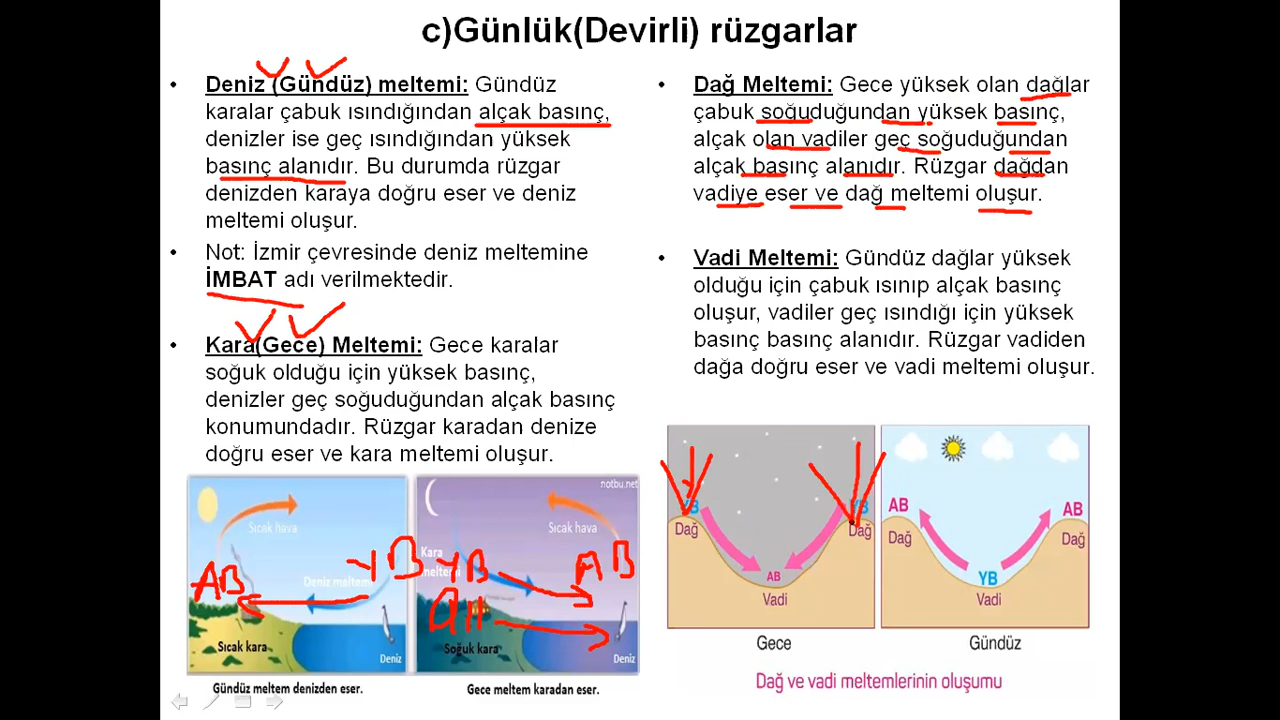 c)Günlük(Devirli) rüzgarlar
• Deniz (Gündüz) meltemi: Gündüz
karalar çabuk ısındığından alçak basınç,
denizler ise geç ısındığından yüksek
basınç alanıdır. Bu durumda rüzgar
denizden karaya doğru eser ve deniz
meltemi oluşur.
• Not: İzmir çevresinde deniz meltemine
İMBAT adı verilmektedir.
• Kara(Gece) Meltemi: Gece karalar
soğuk olduğu için yüksek basınç,
denizler geç soğuduğundan alçak basınç
konumundadır. Rüzgar karadan denize
doğru eser ve kara meltemi oluşur.
• Dağ Meltemi: Gece yüksek olan dağlar
çabuk soğuduğundan yüksek basınç,
alçak olan vadiler geç soğuduğundan
alçak basınç alanıdır. Rüzgar dağdan
vadiye eser ve dağ meltemi oluşur.
• Vadi Meltemi: Gündüz dağlar yüksek
olduğu için çabuk ısınıp alçak basınç
oluşur, vadiler geç ısındığı için yüksek
basınç basınç alanıdır. Rüzgar vadiden
dağa doğru eser ve vadi meltemi oluşur.
Sıcak hava
AB
YB
Deniz meltemi
Sıcak kara
Deniz
Gündüz meltem denizden eser.
notbu.net
Sıcak hava
Kara
meltemi
YB
AB
Soğuk kara
Deniz
Gece meltem karadan eser.
YB
Dağ
YB
Dağ
AB
Vadi
Gece
AB
Dağ
AB
Dağ
YB
Vadi
Gündüz
Dağ ve vadi meltemlerinin oluşumu